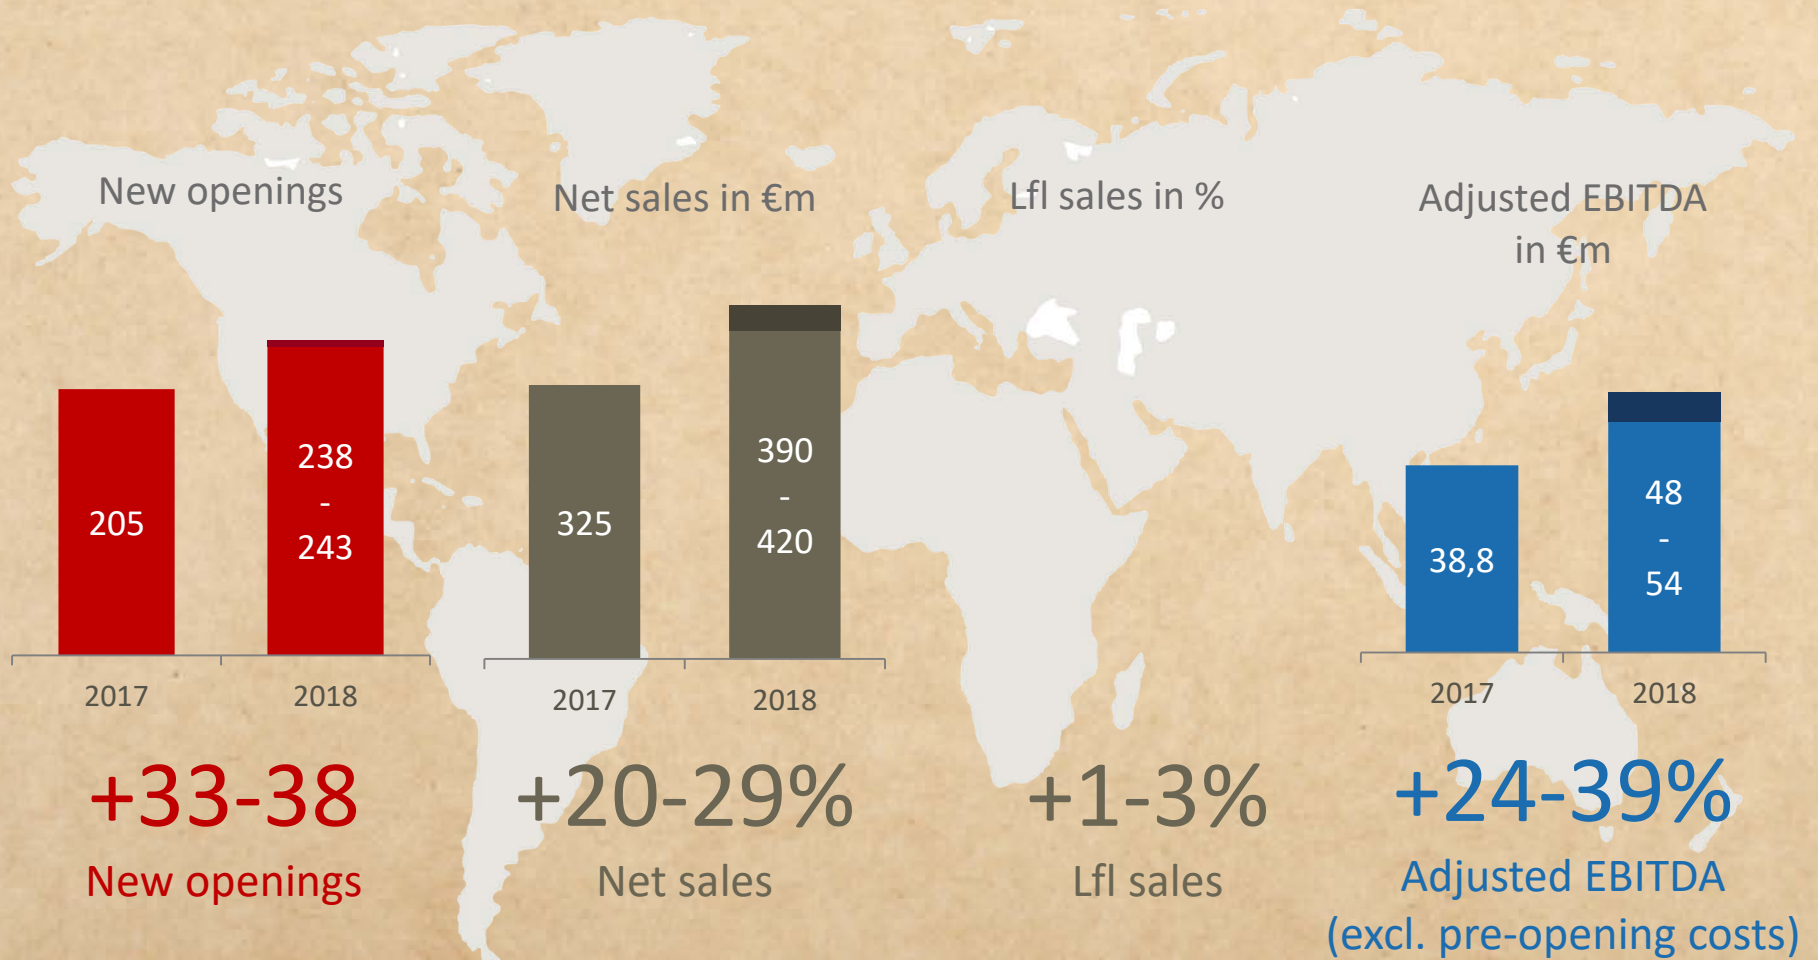 New openings
205
238
-
243
2017
2018
+33-38
New openings
Net sales in €m
325
390
-
420
2017
2018
+20-29%
Net sales
Lfl sales in %
+1-3%
Lfl sales
Adjusted EBITDA
in €m
38,8
48
-
54
2017
2018
+24-39%
Adjusted EBITDA
(excl. pre-opening costs)